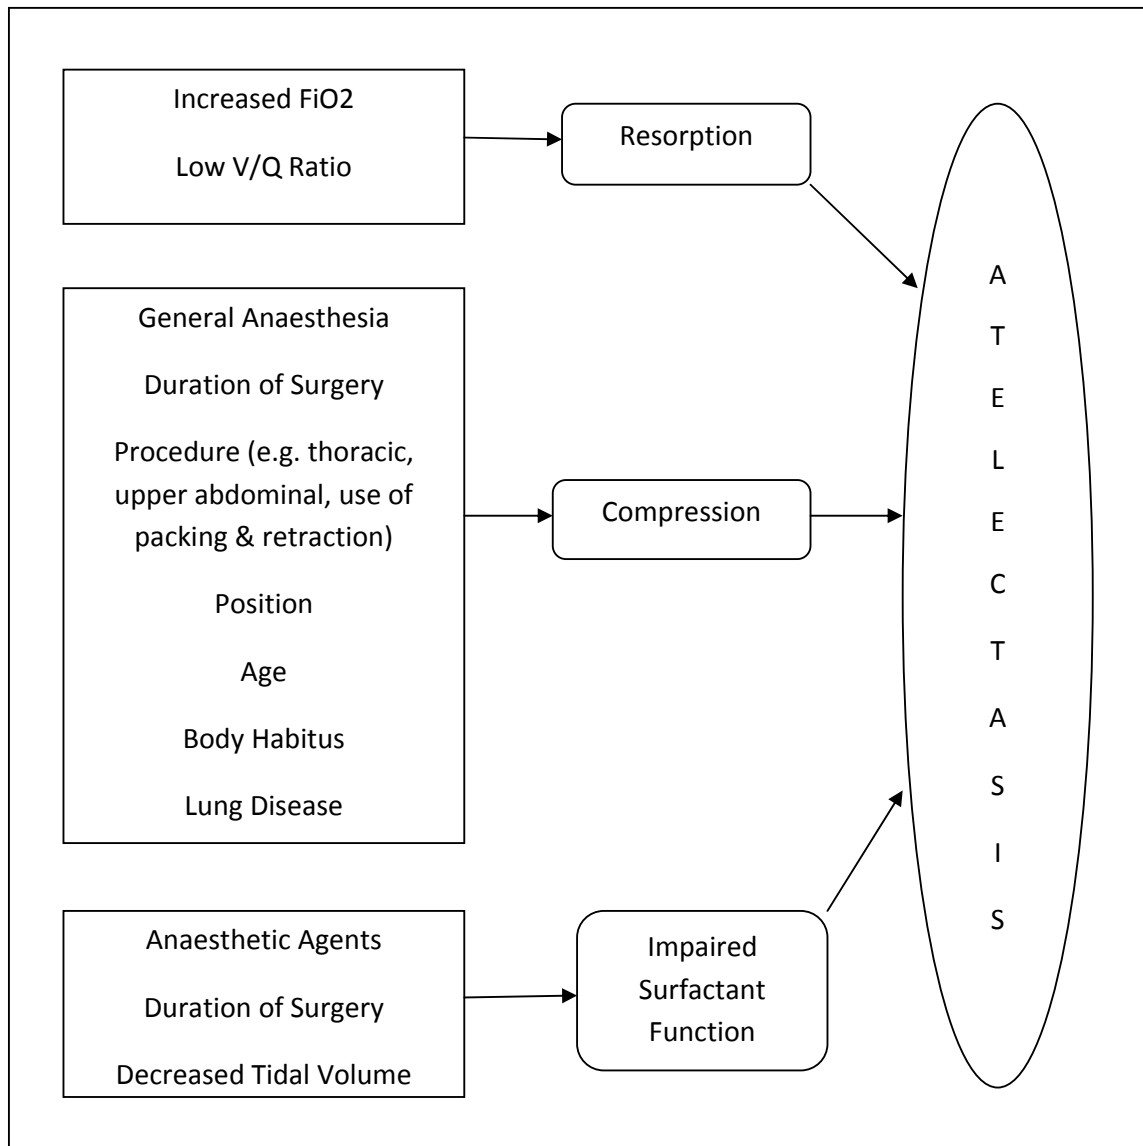 Increased FiO2
Low V/Q Ratio
Resorption
General Anaesthesia
Duration of Surgery
Procedure (e.g. thoracic,
upper abdominal, use of
packing & retraction)
Position
Age
Body Habitus
Lung Disease
Compression
Anaesthetic Agents
Duration of Surgery
Decreased Tidal Volume
Impaired
Surfactant
Function
A
T
E
L
E
C
T
A
S
I
S